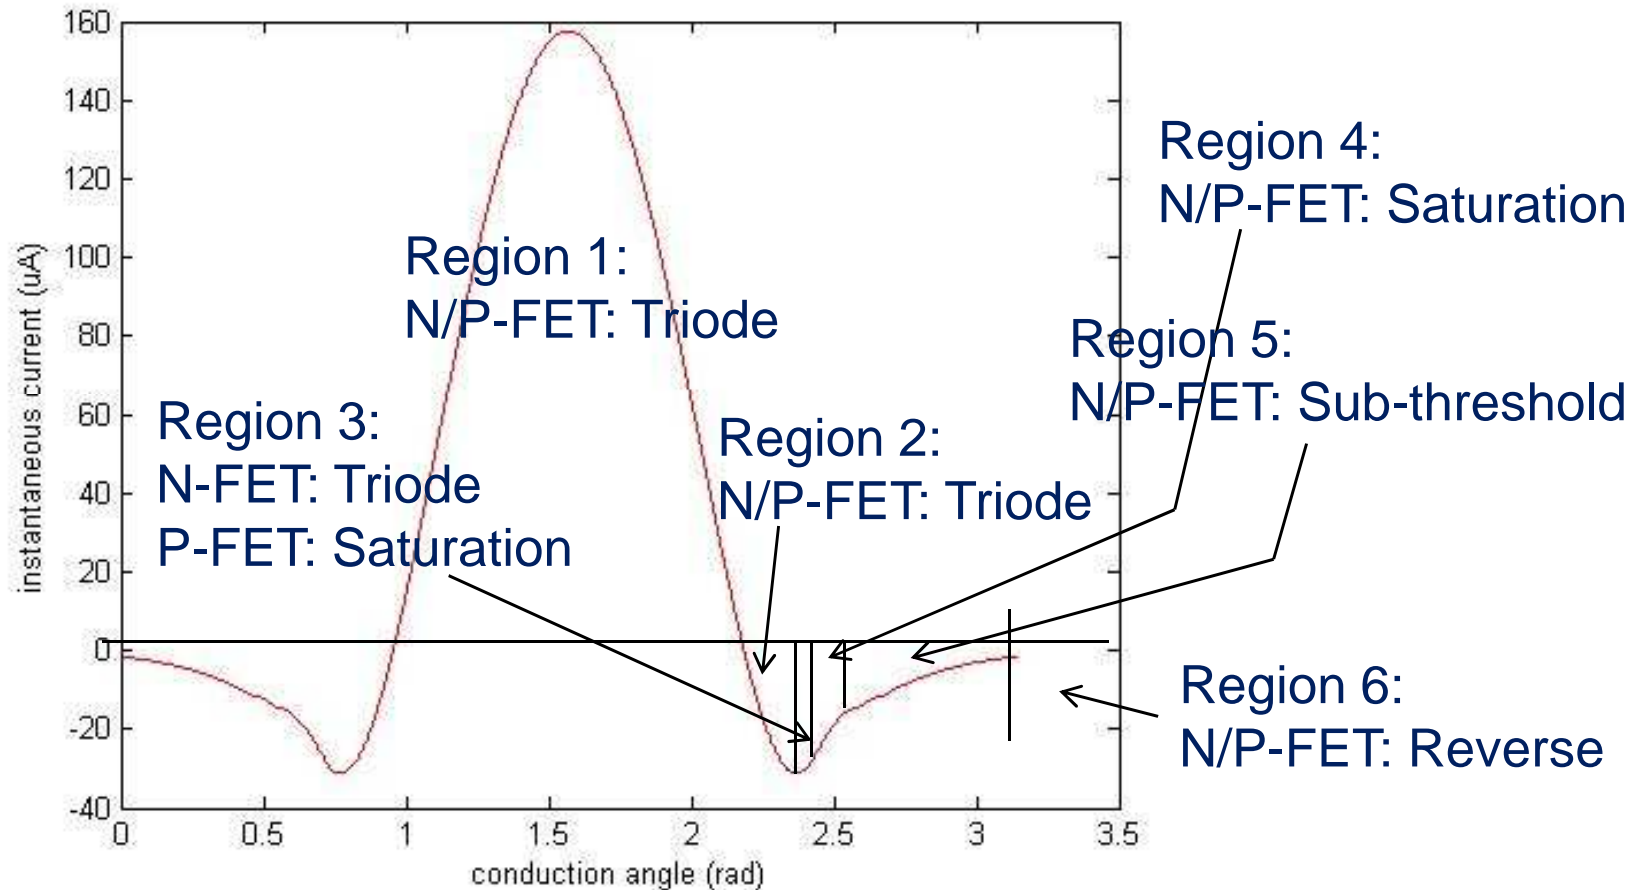 160
140
120
100
80
60
40
20
0
-20
-40
instantaneous current (uA)
0
0.5
1
1.5
2
2.5
3
3.5
conduction angle (rad)
Region 1:
N/P-FET: Triode
Region 3:
N-FET: Triode
P-FET: Saturation
Region 2:
N/P-FET: Triode
Region 4:
N/P-FET: Saturation
Region 5:
N/P-FET: Sub-threshold
Region 6:
N/P-FET: Reverse